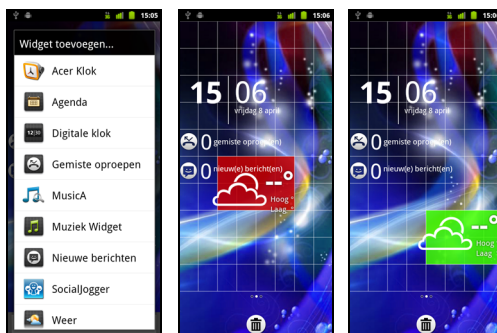 15:05
Widget toevoegen...
Acer Klok
Agenda
12:30
Digitale klok
Gemiste oproepen
MusicA
Muziek Widget
Nieuwe berichten
SocialJogger
Weer
15:06
15 06
vrijdag 8 april
0 gemiste oproep(en)
0 nieuw(e) bericht(en)
--°
Hoog °
Laag °
15:06
15 06
vrijdag 8 april
0 gemiste oproep(en)
0 nieuw(e) bericht(en)
--°
Hoog
Laag